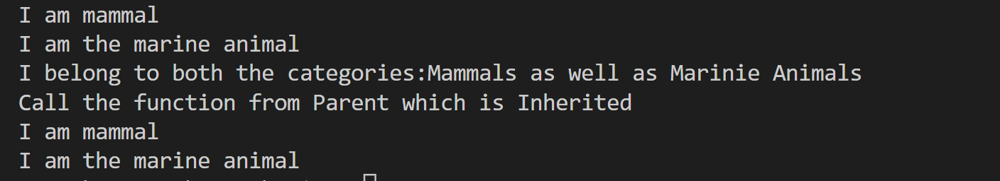 I am mammal
I am the marine animal
I belong to both the categories:Mammals as well as Marinie Animals
Call the function from Parent which is Inherited
I am mammal
I am the marine animal